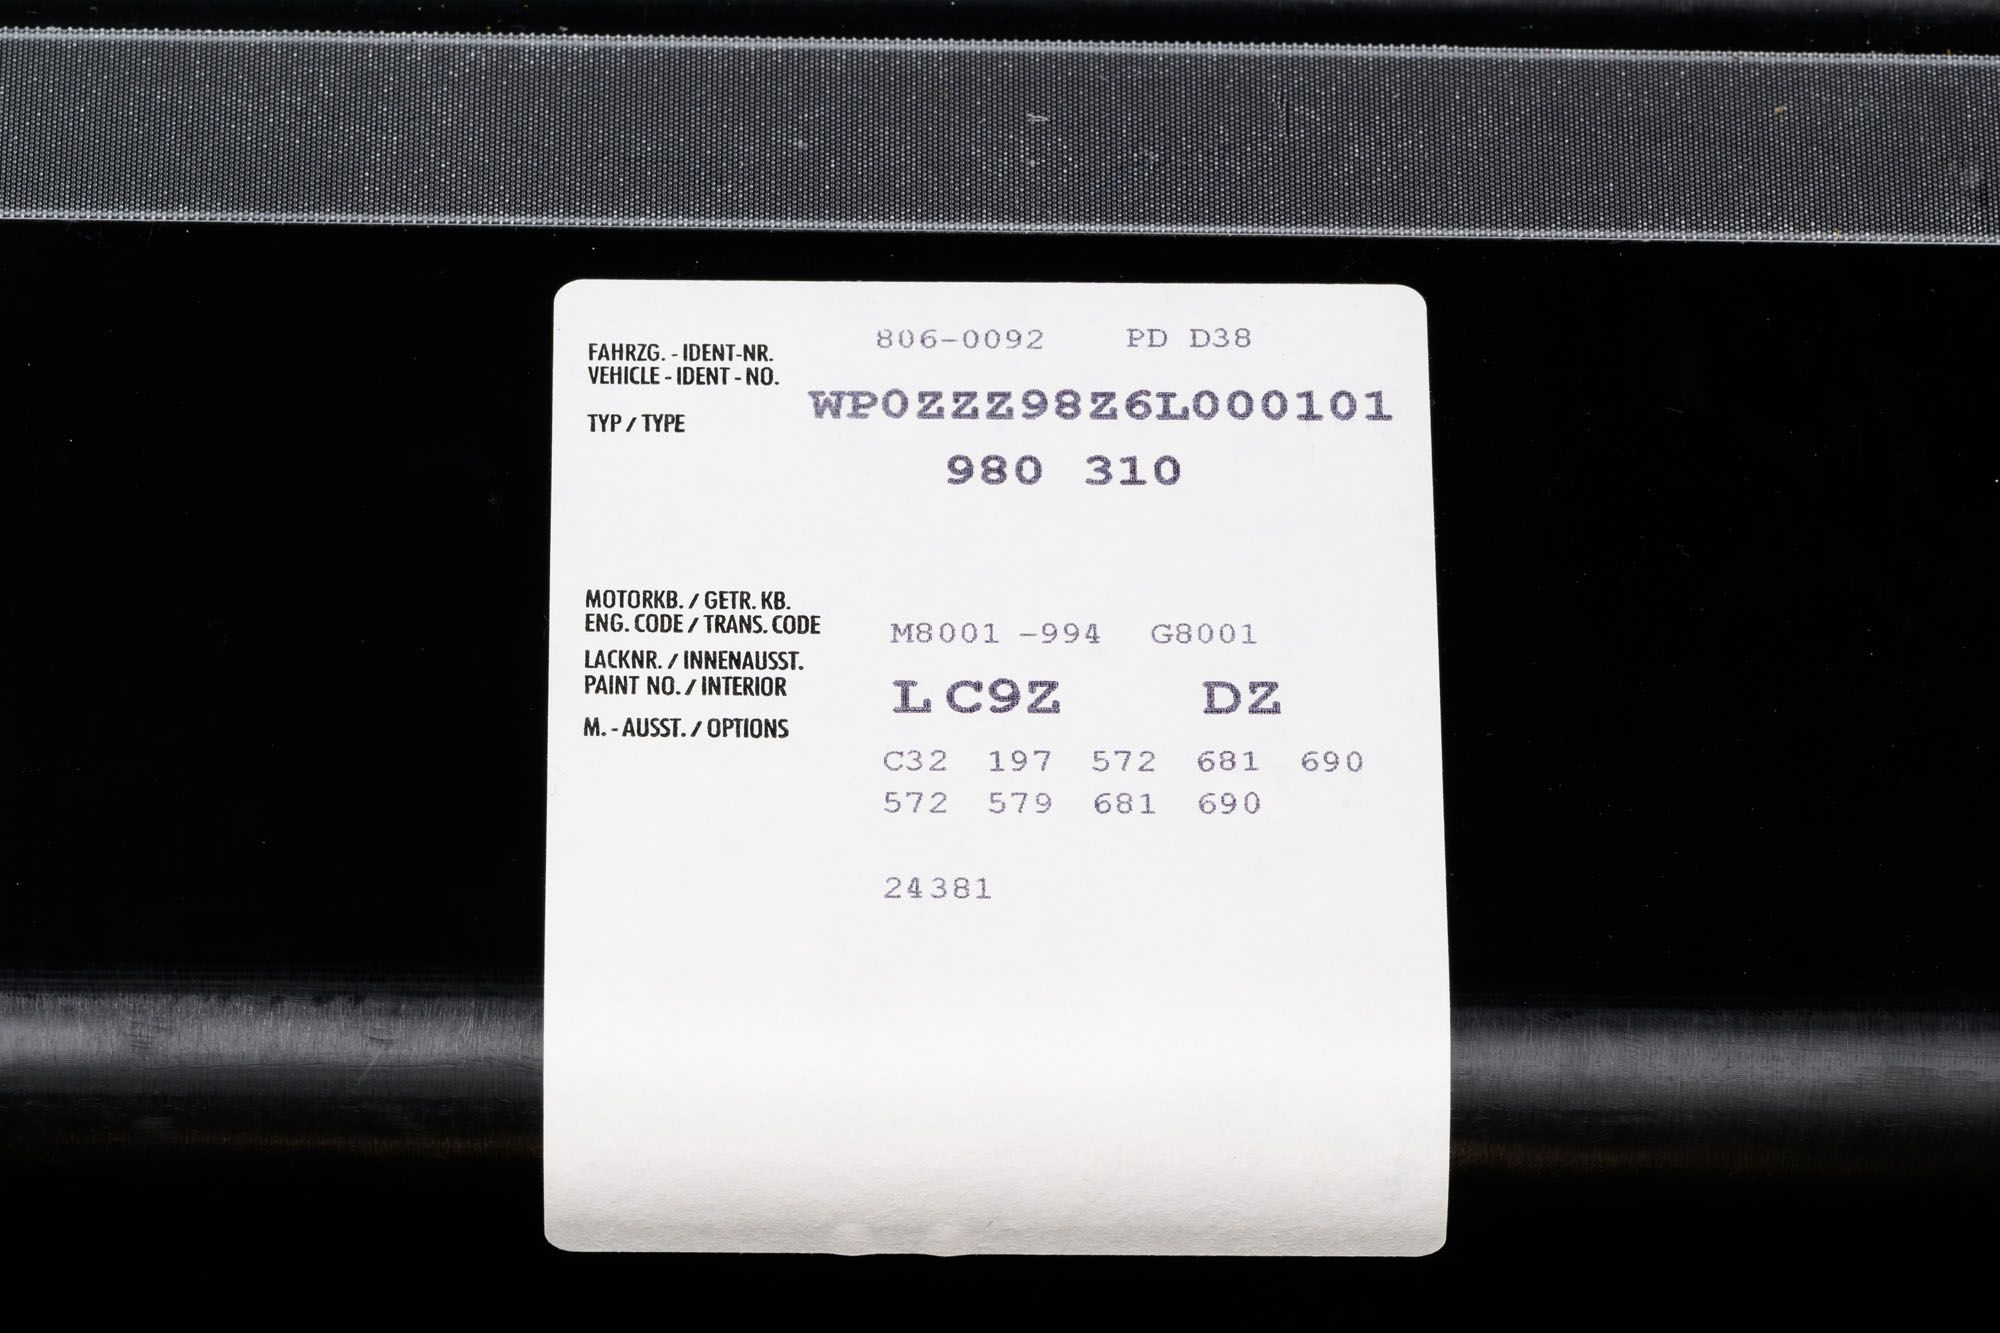 806-0092 PD D38
FAHRZG. - IDENT-NR.
VEHICLE - IDENT - NO.
WP0ZZZ98Z6L000101
TYP / TYPE
980 310
MOTORKB. / GETR. KB.
ENG. CODE / TRANS. CODE
M8001 -994 G8001
LACKNR. / INNENAUSST.
PAINT NO. / INTERIOR
L C9Z DZ
M. - AUSST. / OPTIONS
C32 197 572 681 690
572 579 681 690
24381